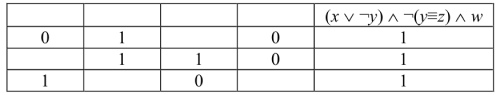 (x ∨ ¬y) ∧ ¬(y≡z) ∧ w
0 1 0 1
1 1 0 1
1 0 1